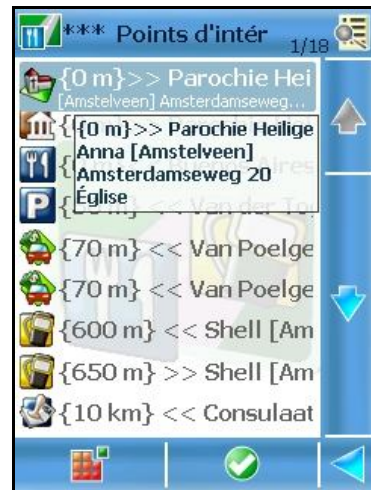 *** Points d'intér 1/18
{0 m}>> Parochie Hei
[Amstelveen] Amsterdamseweg...
{0 m}>> Parochie Heilige
Anna [Amstelveen]
Amsterdamseweg 20
Église
{70 m} << Van Poelge
{70 m} << Van Poelge
{600 m} << Shell [Am
{650 m} >> Shell [Am
{10 km} << Consulaat